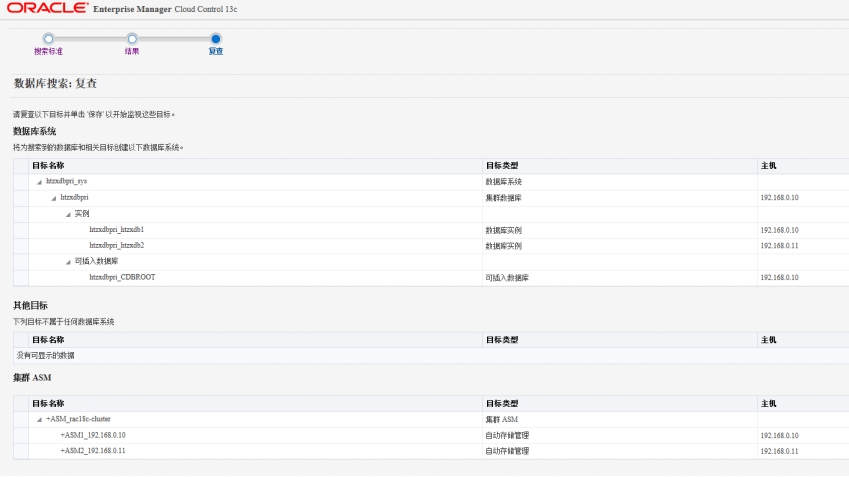 ORACLE Enterprise Manager Cloud Control 13c
搜索标准 结果 复查
数据库搜索: 复查
请复查以下目标并单击 '保存' 以开始监视这些目标。
数据库系统
将为搜索到的数据库和相关目标创建以下数据库系统。
目标名称 目标类型 主机
htzxdbpri_sys 数据库系统
htzxdbpri 集群数据库 192.168.0.10
实例
htzxdbpri_htzxdb1 数据库实例 192.168.0.10
htzxdbpri_htzxdb2 数据库实例 192.168.0.11
可插入数据库
htzxdbpri_CDBROOT 可插入数据库 192.168.0.10
其他目标
下列目标不属于任何数据库系统
目标名称 目标类型 主机
没有可显示的数据
集群 ASM
目标名称 目标类型 主机
+ASM_rac18c-cluster 集群 ASM
+ASM1_192.168.0.10 自动存储管理 192.168.0.10
+ASM2_192.168.0.11 自动存储管理 192.168.0.11